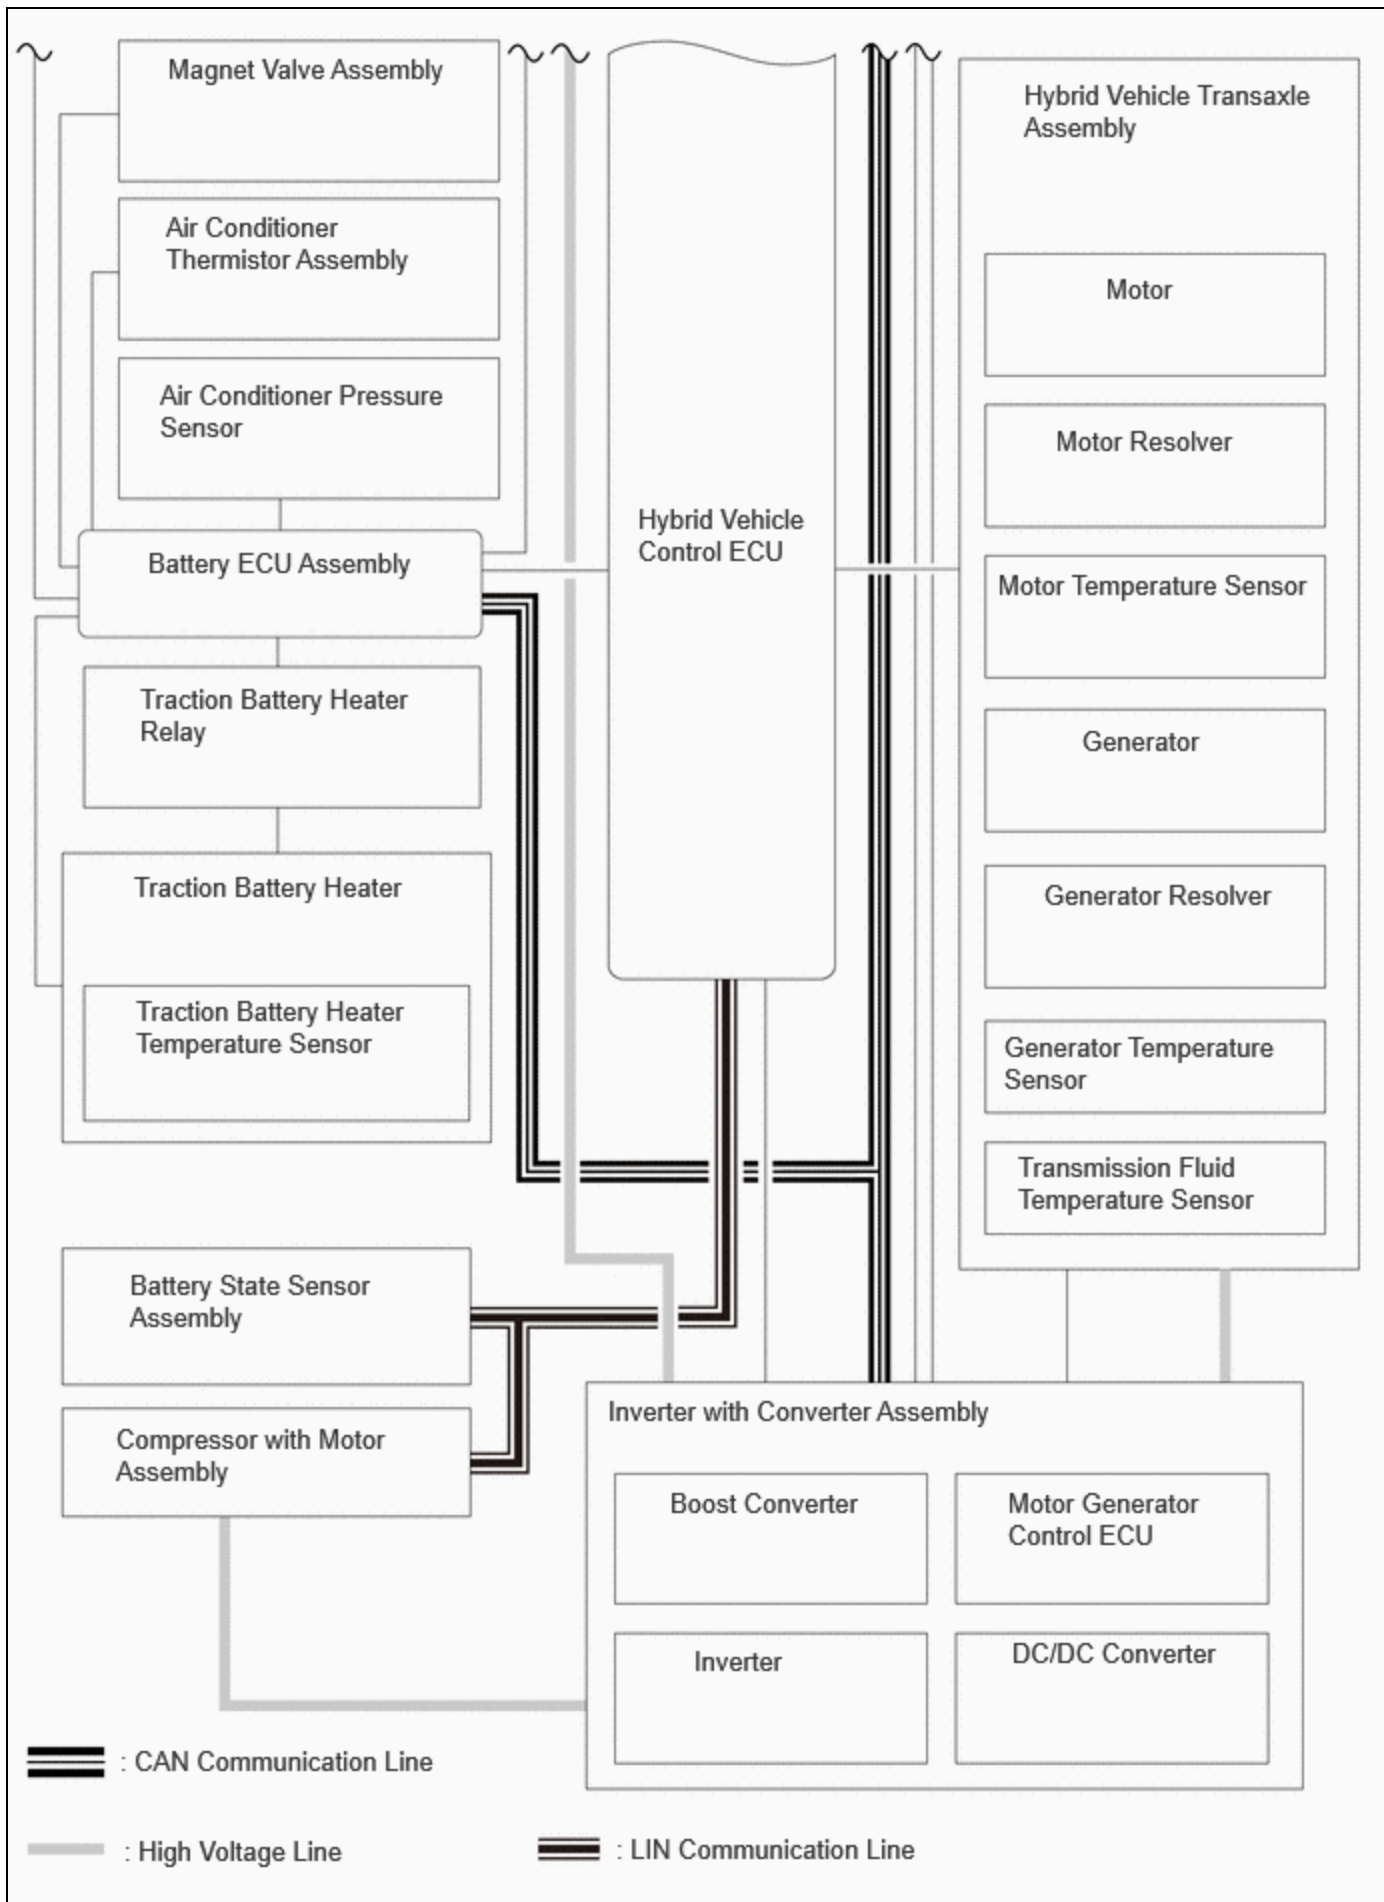 Magnet Valve Assembly
Air Conditioner
Thermistor Assembly
Air Conditioner Pressure
Sensor
Battery ECU Assembly
Traction Battery Heater
Relay
Traction Battery Heater
Traction Battery Heater
Temperature Sensor
Battery State Sensor
Assembly
Compressor with Motor
Assembly
Hybrid Vehicle
Control ECU
Hybrid Vehicle Transaxle
Assembly
Motor
Motor Resolver
Motor Temperature Sensor
Generator
Generator Resolver
Generator Temperature
Sensor
Transmission Fluid
Temperature Sensor
Inverter with Converter Assembly
Boost Converter
Motor Generator
Control ECU
Inverter
DC/DC Converter
: CAN Communication Line
: High Voltage Line
: LIN Communication Line